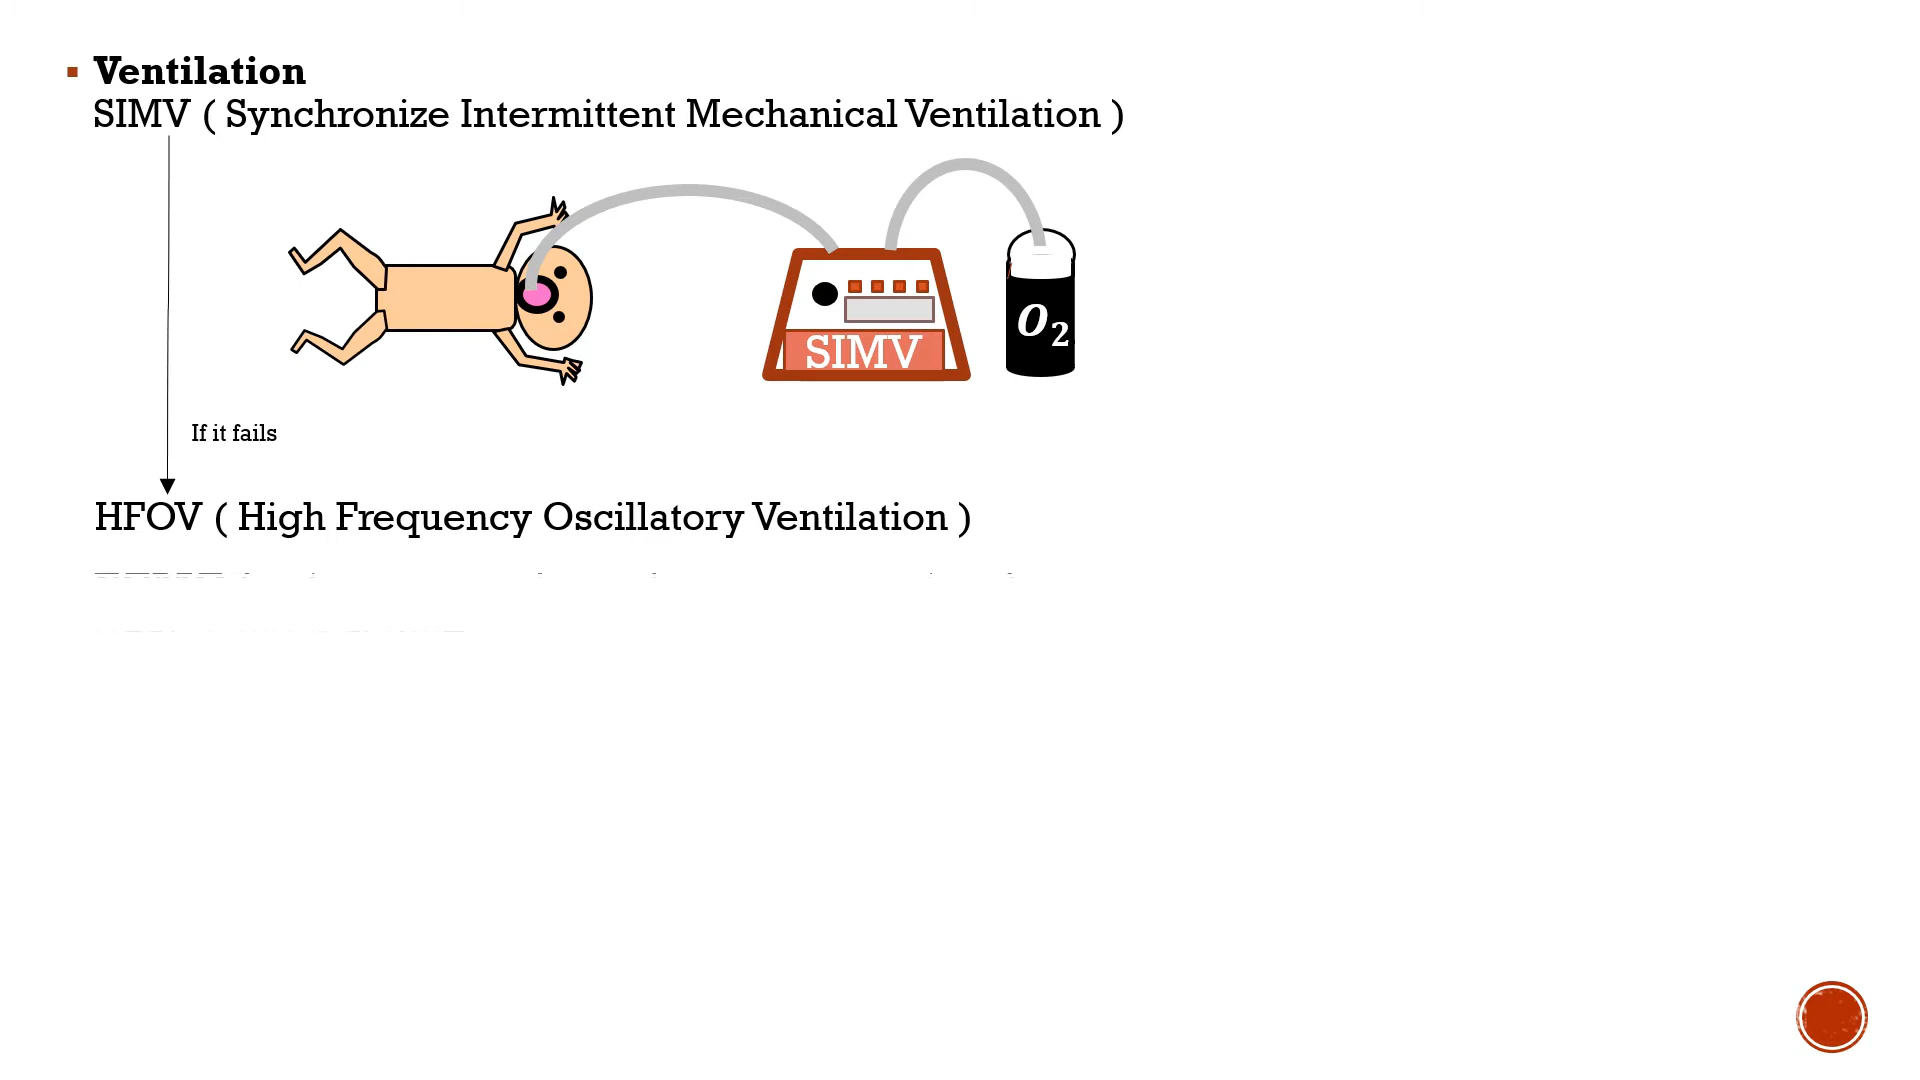 Ventilation
SIMV ( Synchronize Intermittent Mechanical Ventilation )
SIMV
O2
If it fails
HFOV ( High Frequency Oscillatory Ventilation )